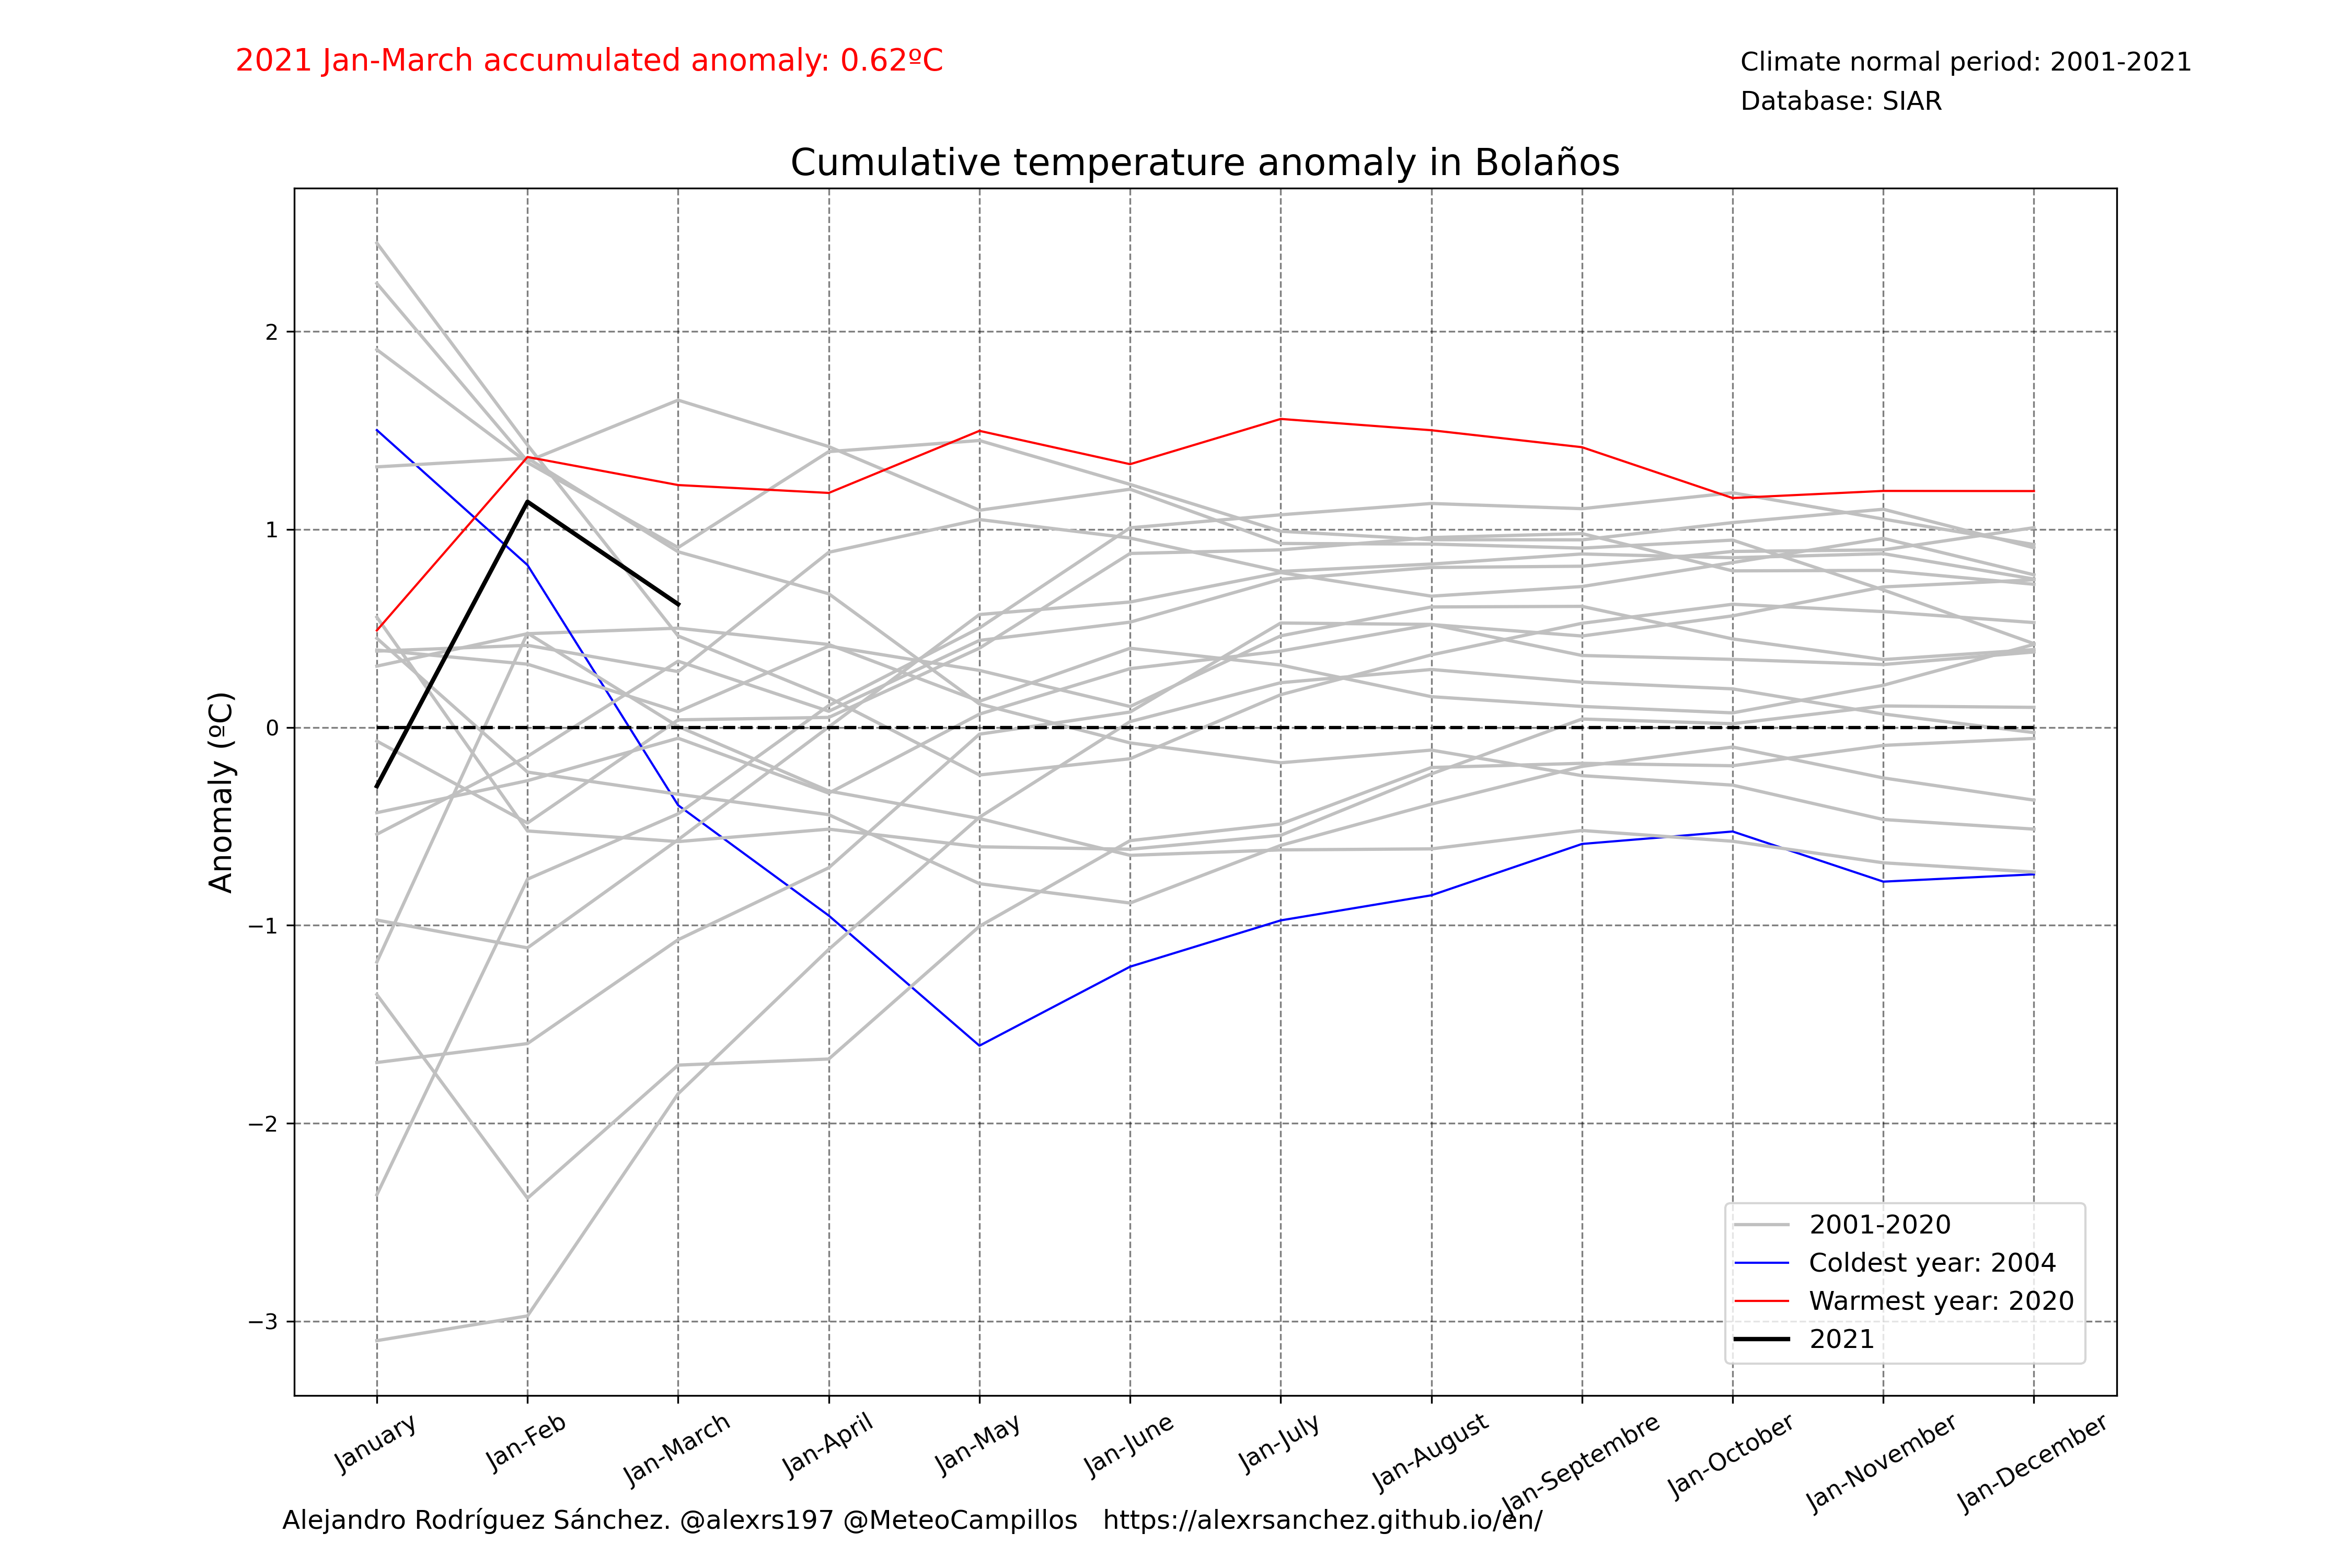 2021 Jan-March accumulated anomaly: 0.62ºC
Climate normal period: 2001-2021
Database: SIAR
Cumulative temperature anomaly in Bolaños
Anomaly (ºC)
2
1
0
−1
−2
−3
2001-2020
Coldest year: 2004
Warmest year: 2020
2021
January
Jan-Feb
Jan-March
Jan-April
Jan-May
Jan-June
Jan-July
Jan-August
Jan-Septembre
Jan-October
Jan-November
Jan-December
Alejandro Rodríguez Sánchez. @alexrs197 @MeteoCampillos https://alexrsanchez.github.io/en/